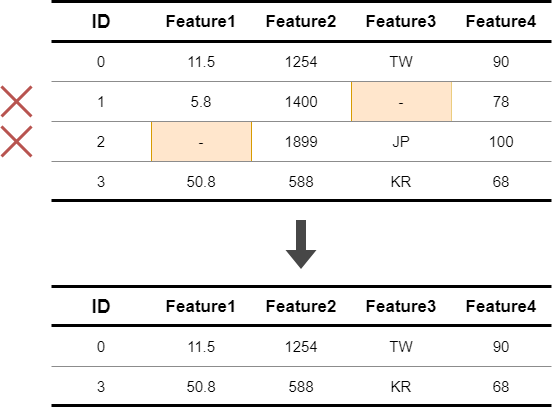 ID Feature1 Feature2 Feature3 Feature4
0 11.5 1254 TW 90
1 5.8 1400 - 78
2 - 1899 JP 100
3 50.8 588 KR 68
ID Feature1 Feature2 Feature3 Feature4
0 11.5 1254 TW 90
3 50.8 588 KR 68